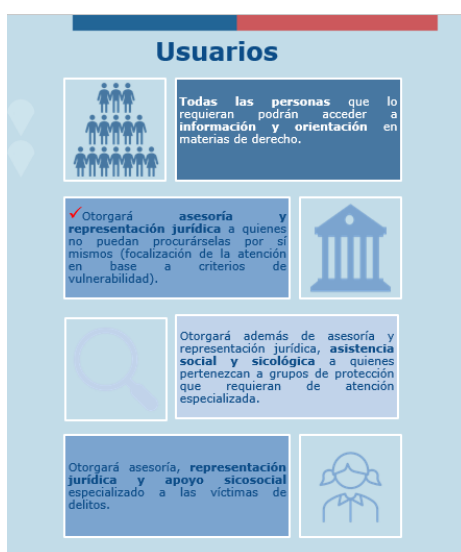 Usuarios
Todas las personas que lo
requieran podrán acceder a
información y orientación en
materias de derecho.
✓Otorgará asesoría y
representación jurídica a quienes
no puedan procurárselas por sí
mismos (focalización de la atención
en base a criterios de
vulnerabilidad).
Otorgará además de asesoría y
representación jurídica, asistencia
social y sicológica a quienes
pertenezcan a grupos de protección
que requieran de atención
especializada.
Otorgará asesoría, representación
jurídica y apoyo sicosocial
especializado a las víctimas de
delitos.